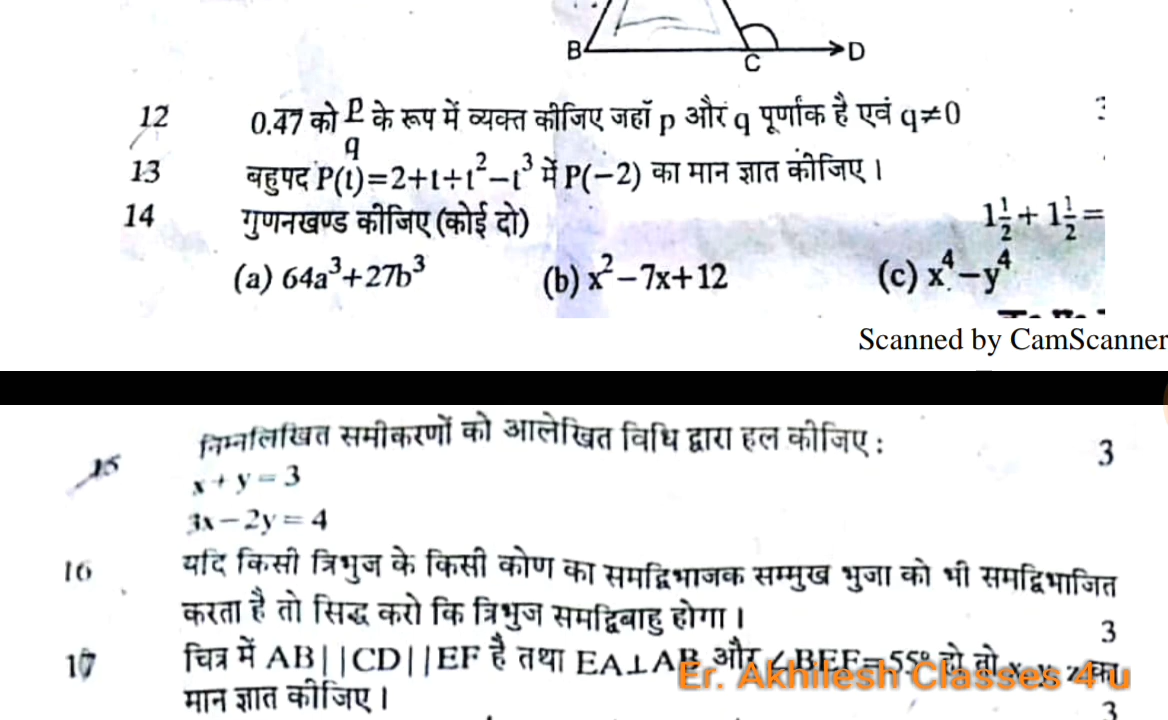 B C D
12 0.47 को p/q के रूप में व्यक्त कीजिए जहाँ p और q पूर्णांक है एवं q≠0
13 बहुपद P(t)=2+t+t²−t³ में P(−2) का मान ज्ञात कीजिए।
14 गुणनखण्ड कीजिए (कोई दो) 1½ + 1½ =
(a) 64a³+27b³ (b) x²−7x+12 (c) x⁴−y⁴
Scanned by CamScanner
15 निम्नलिखित समीकरणों को आलेखित विधि द्वारा हल कीजिए : 3
x + y = 3
3x − 2y = 4
16 यदि किसी त्रिभुज के किसी कोण का समद्विभाजक सम्मुख भुजा को भी समद्विभाजित
करता है तो सिद्ध करो कि त्रिभुज समद्विबाहु होगा। 3
17 चित्र में AB||CD||EF है तथा EA⊥AB और ∠BEF=55° हो तो x, y, z का
Er. Akhilesh Classes 4 u
मान ज्ञात कीजिए। 3